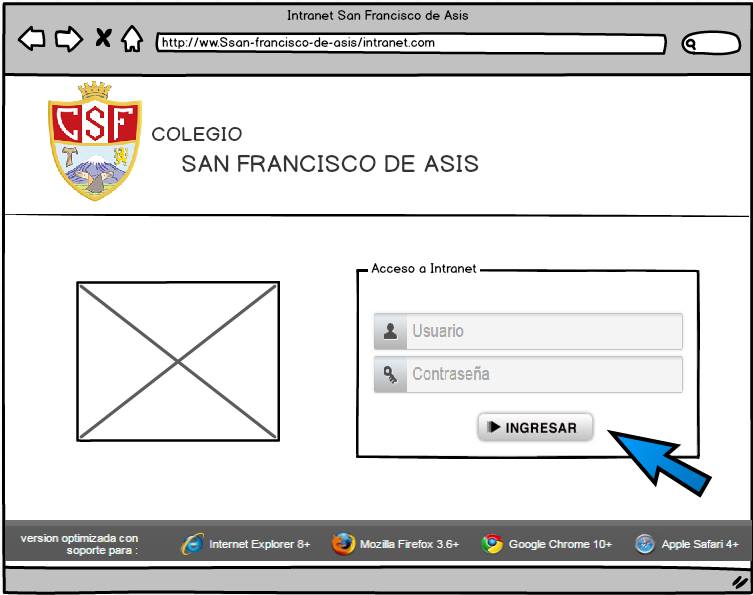 Intranet San Francisco de Asis
http://ww.Ssan-francisco-de-asis/intranet.com
CSF
COLEGIO
SAN FRANCISCO DE ASIS
Acceso a Intranet
Usuario
Contraseña
INGRESAR
version optimizada con
soporte para :
Internet Explorer 8+
Mozilla Firefox 3.6+
Google Chrome 10+
Apple Safari 4+